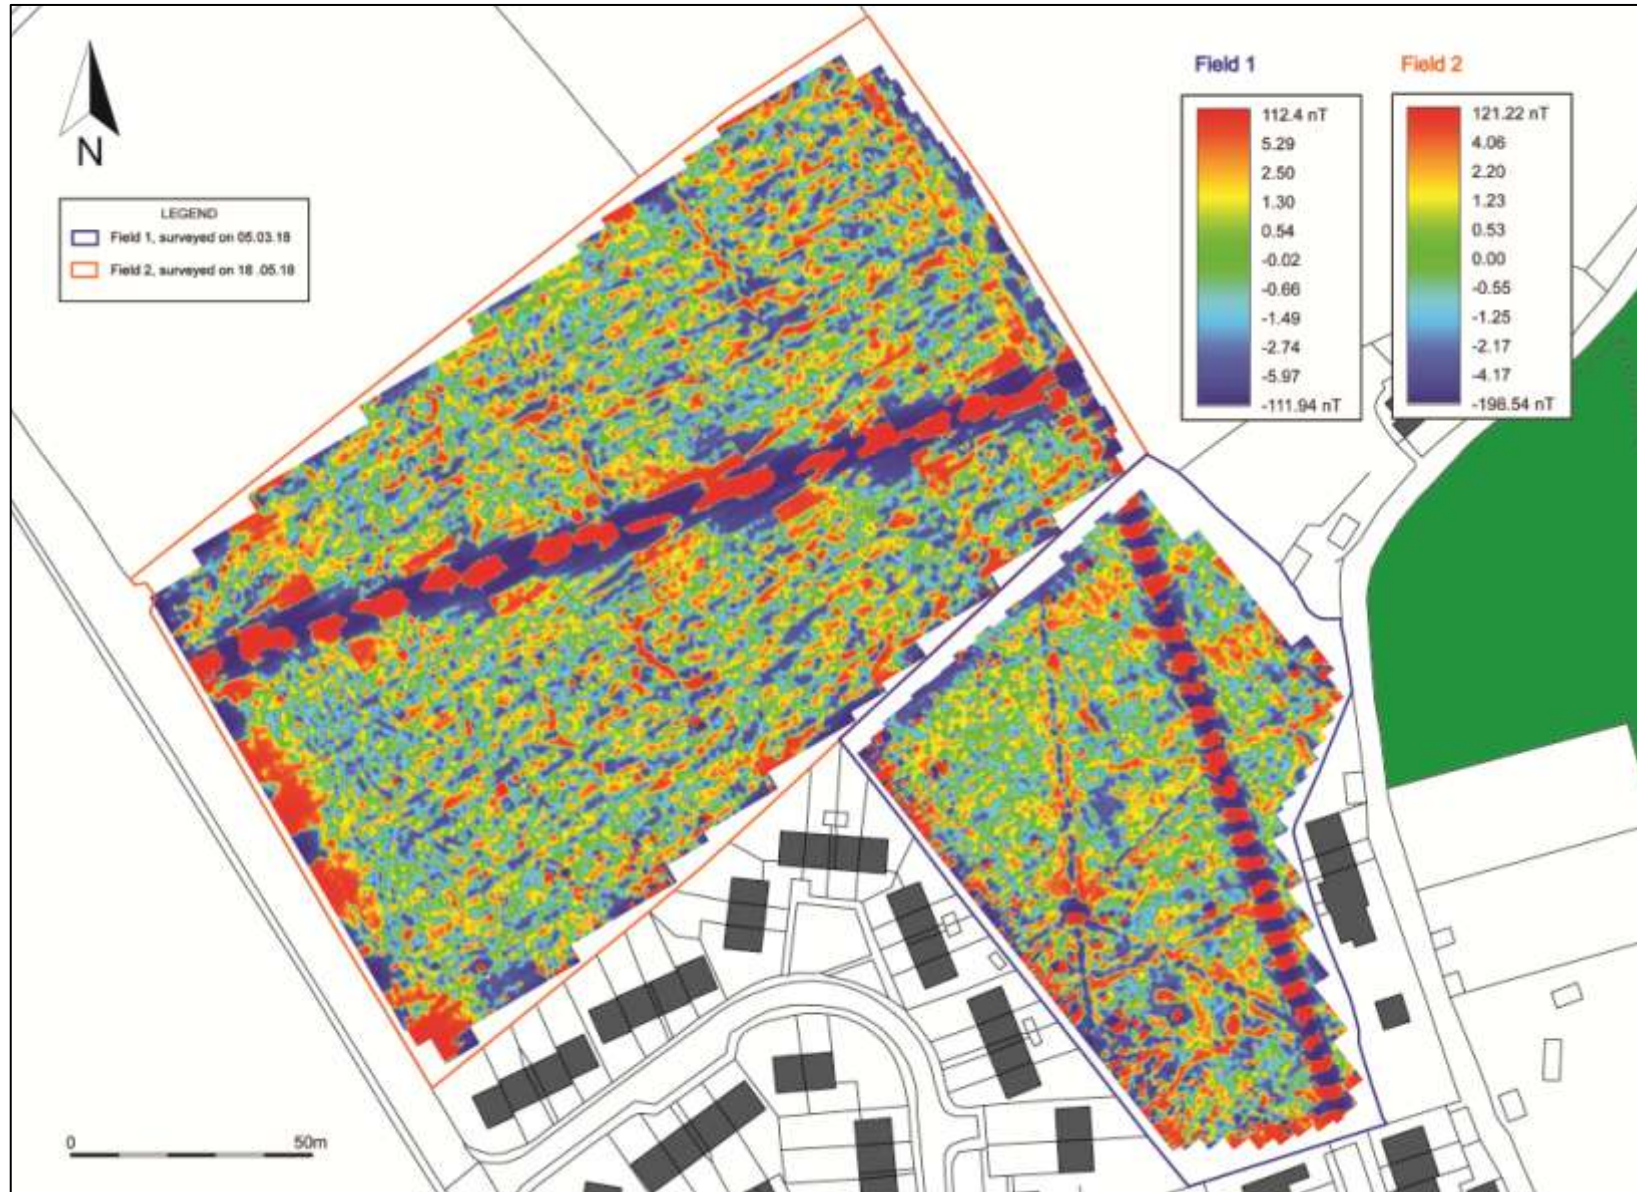 N
LEGEND
Field 1, surveyed on 05.03.18
Field 2, surveyed on 18 .05.18
Field 1
112.4 nT
5.29
2.50
1.30
0.54
-0.02
-0.66
-1.49
-2.74
-5.97
-111.94 nT
Field 2
121.22 nT
4.06
2.20
1.23
0.53
0.00
-0.55
-1.25
-2.17
-4.17
-198.54 nT
0 50m